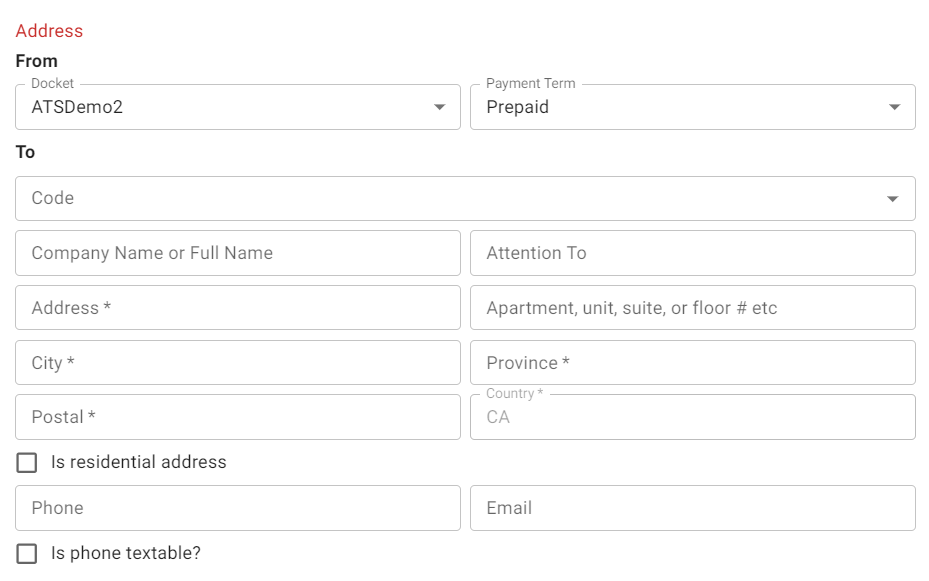 Address
From
Docket Payment Term
ATSDemo2 Prepaid
To
Code
Company Name or Full Name Attention To
Address * Apartment, unit, suite, or floor # etc
City * Province *
Country *
Postal * CA
Is residential address
Phone Email
Is phone textable?